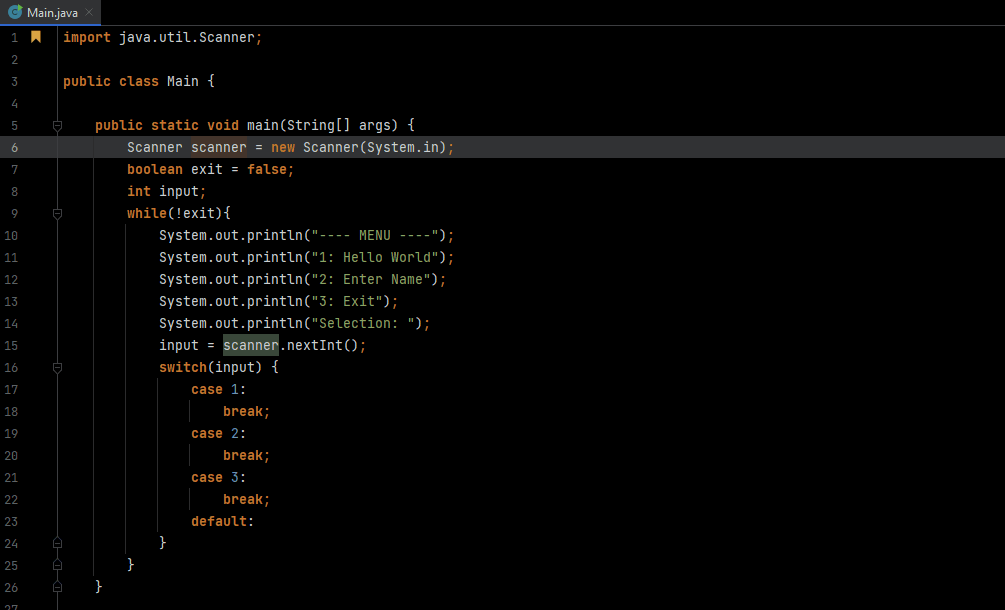 Main.java
1 import java.util.Scanner;
2
3 public class Main {
4
5     public static void main(String[] args) {
6         Scanner scanner = new Scanner(System.in);
7         boolean exit = false;
8         int input;
9         while(!exit){
10             System.out.println("---- MENU ----");
11             System.out.println("1: Hello World");
12             System.out.println("2: Enter Name");
13             System.out.println("3: Exit");
14             System.out.println("Selection: ");
15             input = scanner.nextInt();
16             switch(input) {
17                 case 1:
18                     break;
19                 case 2:
20                     break;
21                 case 3:
22                     break;
23                 default:
24             }
25         }
26     }
27